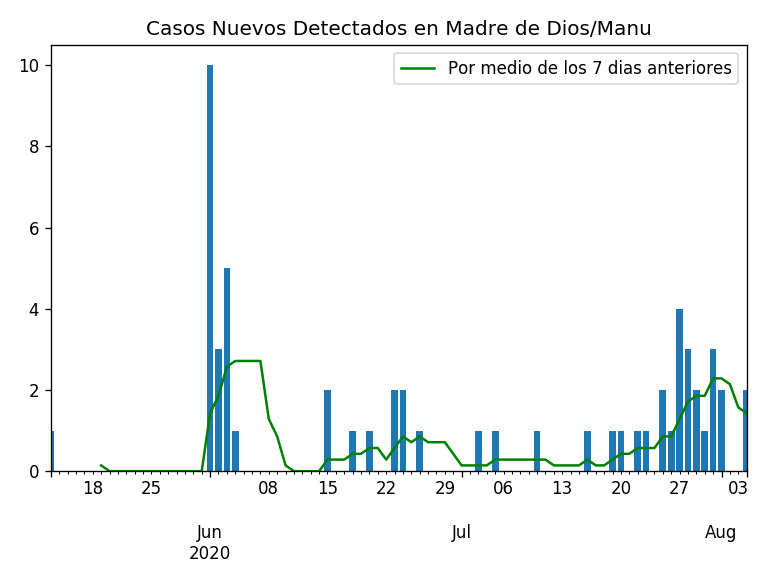 Casos Nuevos Detectados en Madre de Dios/Manu
Por medio de los 7 dias anteriores
10
8
6
4
2
0
18 25 08 15 22 29 06 13 20 27 03
Jun Jul Aug
2020